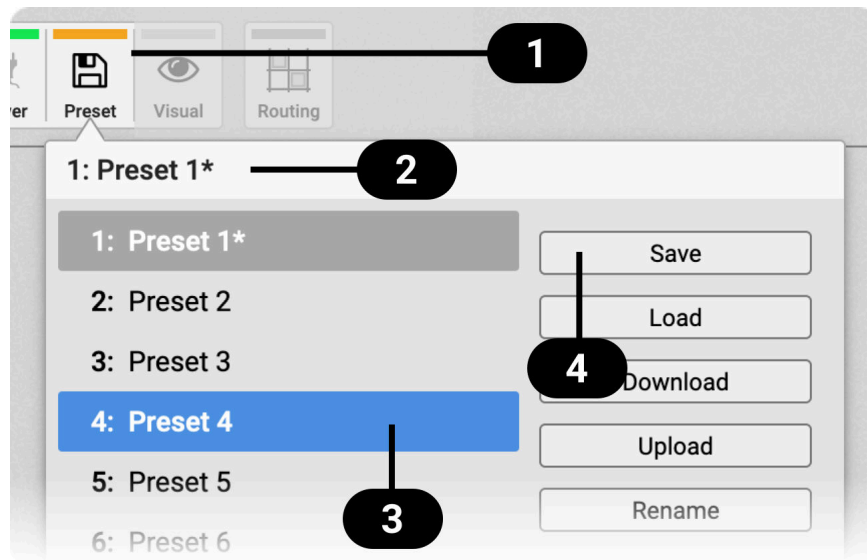 1
er Preset Visual Routing
1: Preset 1*
2
1: Preset 1*
2: Preset 2
3: Preset 3
4: Preset 4
3
5: Preset 5
6: Preset 6
Save
4
Load
Download
Upload
Rename